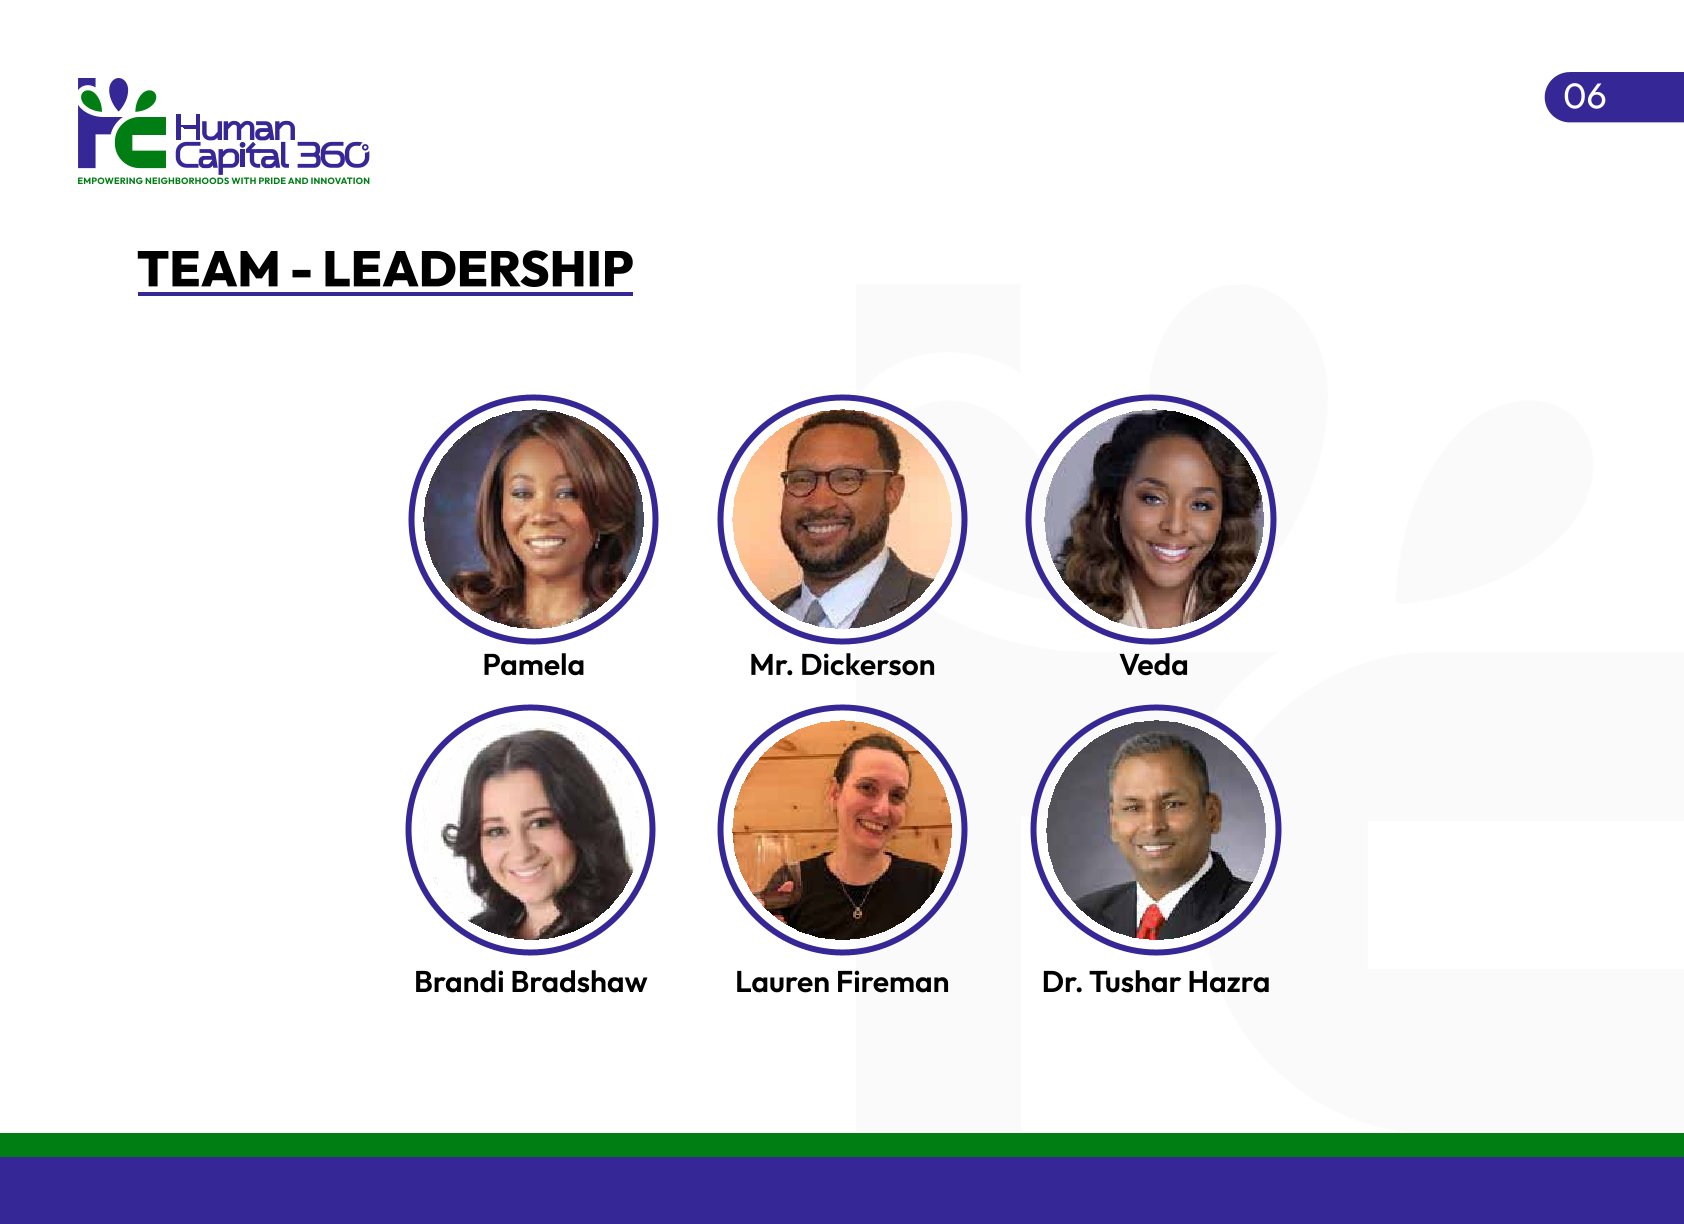 06
Human
Capital 360°
EMPOWERING NEIGHBORHOODS WITH PRIDE AND INNOVATION
TEAM - LEADERSHIP
Pamela
Mr. Dickerson
Veda
Brandi Bradshaw
Lauren Fireman
Dr. Tushar Hazra